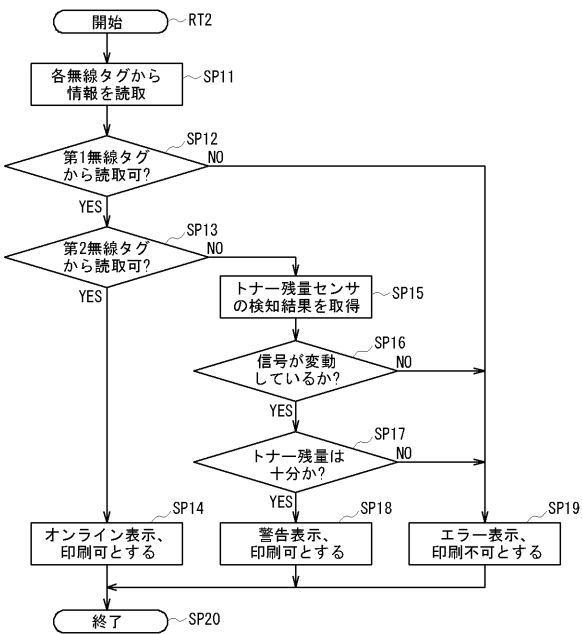 開始
RT2
各無線タグから
情報を読取
SP11
第1無線タグ
から読取可?
SP12
NO
YES
第2無線タグ
から読取可?
SP13
NO
YES
トナー残量センサ
の検知結果を取得
SP15
信号が変動
しているか?
SP16
NO
YES
トナー残量は
十分か?
SP17
NO
YES
オンライン表示、
印刷可とする
SP14
警告表示、
印刷可とする
SP18
エラー表示、
印刷不可とする
SP19
終了
SP20